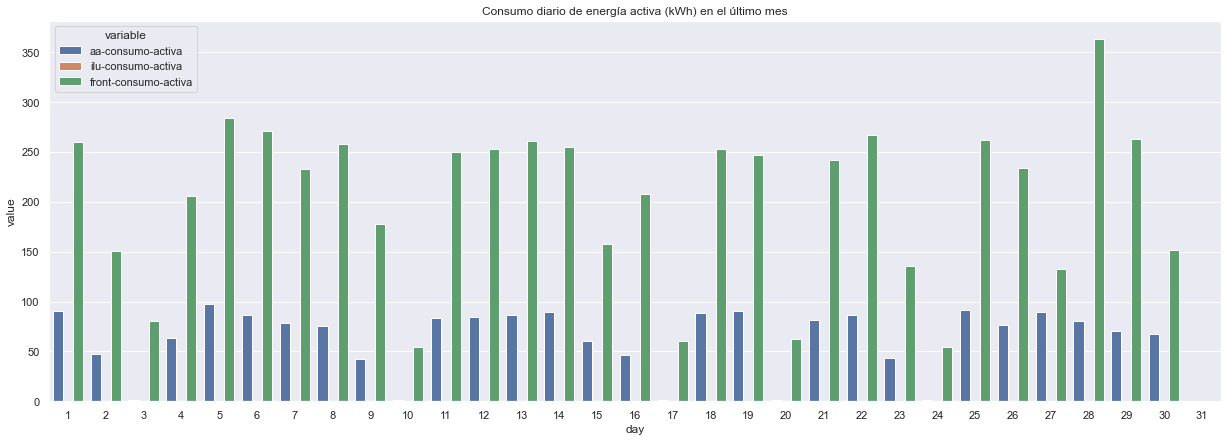 Consumo diario de energía activa (kWh) en el último mes
variable
aa-consumo-activa
ilu-consumo-activa
front-consumo-activa
350
300
250
200
150
100
50
0
value
1 2 3 4 5 6 7 8 9 10 11 12 13 14 15 16 17 18 19 20 21 22 23 24 25 26 27 28 29 30 31
day